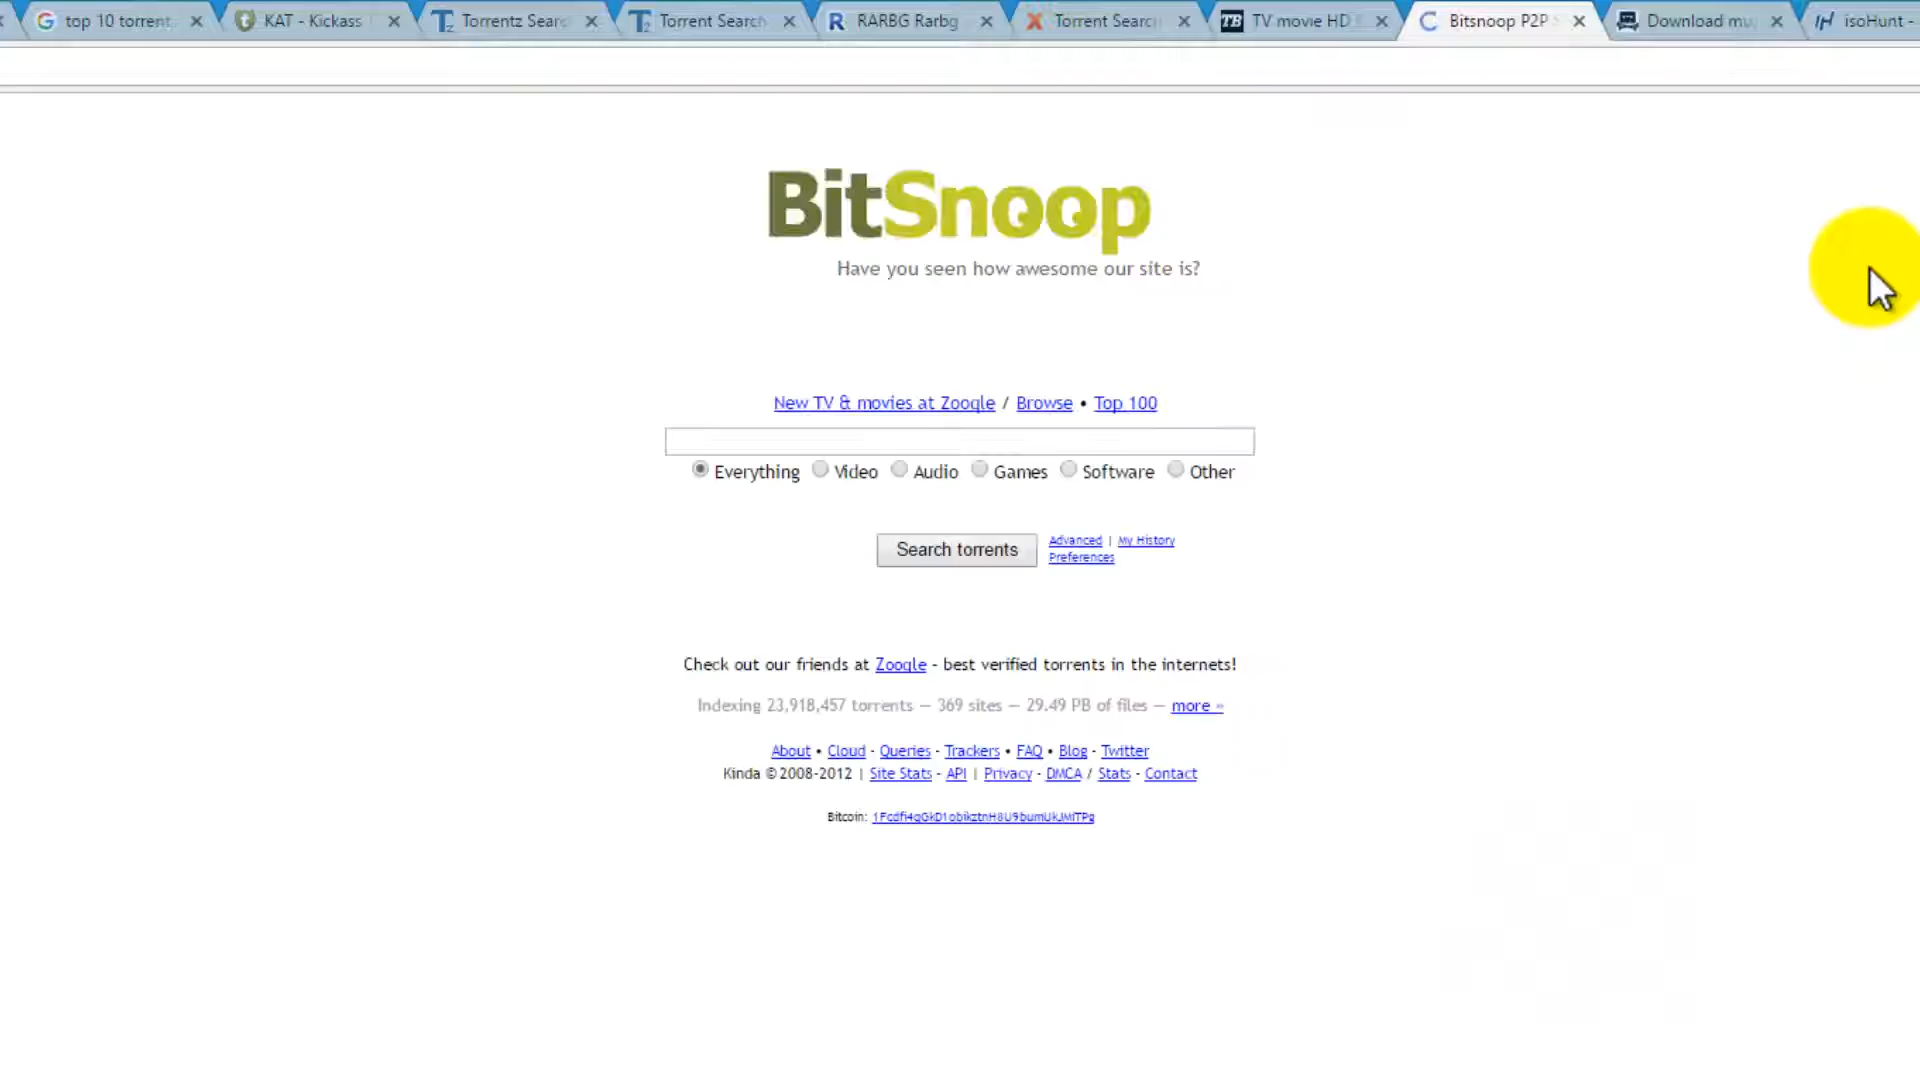 top 10 torrent KAT - Kickass Torrentz Searc Torrent Search RARBG Rarbg Torrent Searc TV movie HD Bitsnoop P2P Download mu isoHunt -
BitSnoop
Have you seen how awesome our site is?
New TV & movies at Zooqle / Browse • Top 100
Everything Video Audio Games Software Other
Search torrents
Advanced | My History
Preferences
Check out our friends at Zooqle - best verified torrents in the internets!
Indexing 23,918,457 torrents — 369 sites — 29.49 PB of files — more »
About • Cloud - Queries - Trackers • FAQ • Blog - Twitter
Kinda ©2008-2012 | Site Stats - API | Privacy - DMCA / Stats - Contact
Bitcoin: